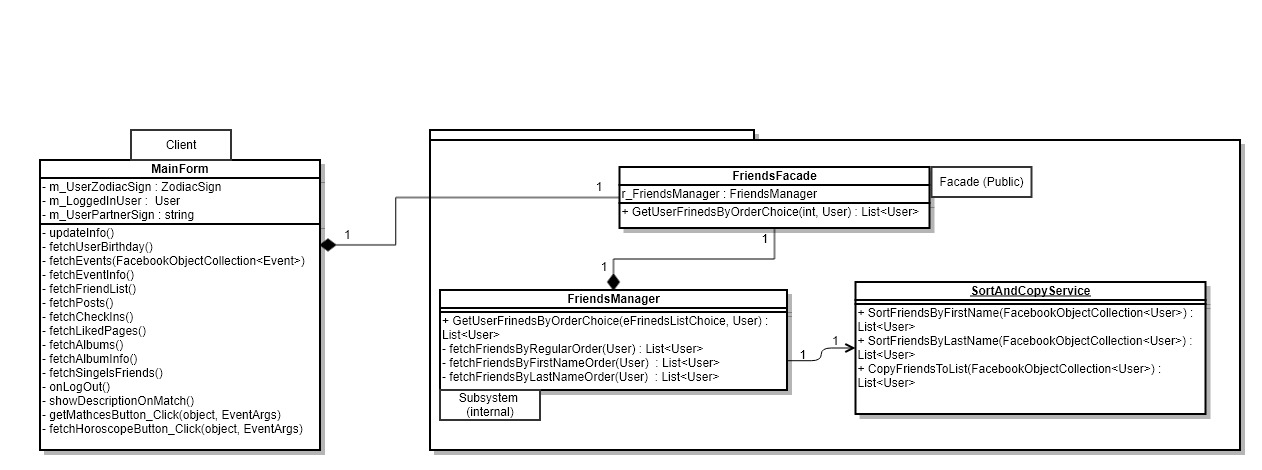 Client
MainForm
- m_UserZodiacSign : ZodiacSign
- m_LoggedInUser : User
- m_UserPartnerSign : string
- updateInfo()
- fetchUserBirthday()
- fetchEvents(FacebookObjectCollection<Event>)
- fetchEventInfo()
- fetchFriendList()
- fetchPosts()
- fetchCheckIns()
- fetchLikedPages()
- fetchAlbums()
- fetchAlbumInfo()
- fetchSingelsFriends()
- onLogOut()
- showDescriptionOnMatch()
- getMathcesButton_Click(object, EventArgs)
- fetchHoroscopeButton_Click(object, EventArgs)
1
1
FriendsFacade
r_FriendsManager : FriendsManager
+ GetUserFrinedsByOrderChoice(int, User) : List<User>
Facade (Public)
1
1
FriendsManager
+ GetUserFrinedsByOrderChoice(eFrinedsListChoice, User) :
List<User>
- fetchFriendsByRegularOrder(User) : List<User>
- fetchFriendsByFirstNameOrder(User) : List<User>
- fetchFriendsByLastNameOrder(User) : List<User>
Subsystem
(internal)
1
1
SortAndCopyService
+ SortFriendsByFirstName(FacebookObjectCollection<User>) :
List<User>
+ SortFriendsByLastName(FacebookObjectCollection<User>) :
List<User>
+ CopyFriendsToList(FacebookObjectCollection<User>) :
List<User>